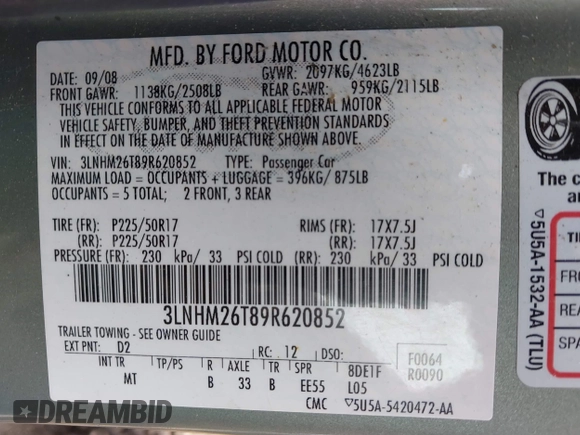 MFD. BY FORD MOTOR CO.
DATE: 09/08 GVWR: 2097KG/4623LB
FRONT GAWR: 1138KG/2508LB REAR GAWR: 959KG/2115LB
THIS VEHICLE CONFORMS TO ALL APPLICABLE FEDERAL MOTOR
VEHICLE SAFETY, BUMPER, AND THEFT PREVENTION STANDARDS
IN EFFECT ON THE DATE OF MANUFACTURE SHOWN ABOVE.
VIN: 3LNHM26T89R620852 TYPE: Passenger Car
MAXIMUM LOAD = OCCUPANTS + LUGGAGE = 396KG/ 875LB
OCCUPANTS = 5 TOTAL; 2 FRONT, 3 REAR
TIRE (FR): P225/50R17 RIMS (FR): 17X7.5J
(RR): P225/50R17 (RR): 17X7.5J
PRESSURE (FR): 230 kPa/ 33 PSI COLD (RR): 230 kPa/ 33 PSI COLD
3LNHM26T89R620852
TRAILER TOWING - SEE OWNER GUIDE
EXT PNT: D2 RC: 12 DSO: F0064
INT TR TP/PS R AXLE TR SPR 8DE1F R0090
MT B 33 B EE55 L05
CMC ▽5U5A-5420472-AA
The c
a
▽5U5A-1532-AA (TLU)
TI
FRO
REA
SPA
DREAMBID